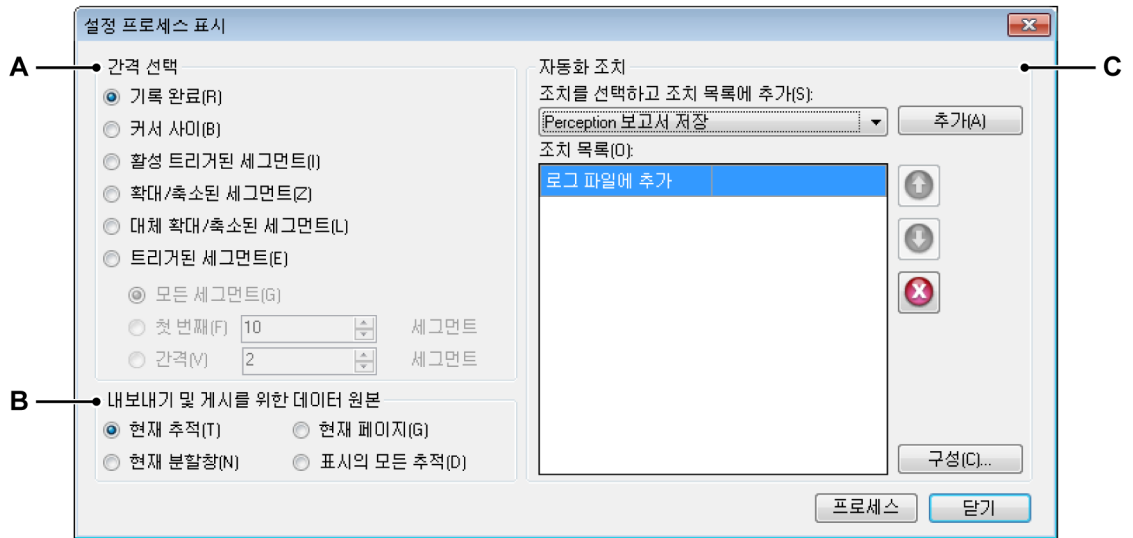 설정 프로세스 표시
A
간격 선택
기록 완료(R)
커서 사이(B)
활성 트리거된 세그먼트(I)
확대/축소된 세그먼트(Z)
대체 확대/축소된 세그먼트(L)
트리거된 세그먼트(E)
모든 세그먼트(G)
첫 번째(F) 10 세그먼트
간격(V) 2 세그먼트
B
내보내기 및 게시를 위한 데이터 원본
현재 추적(T) 현재 페이지(G)
현재 분할창(N) 표시의 모든 추적(D)
자동화 조치
C
조치를 선택하고 조치 목록에 추가(S):
Perception 보고서 저장 추가(A)
조치 목록(O):
로그 파일에 추가
구성(C)...
프로세스 닫기